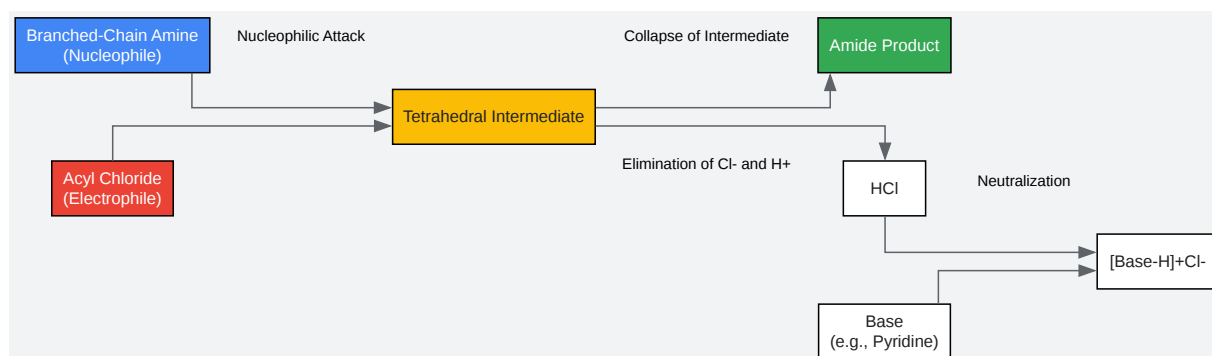 Branched-Chain Amine
(Nucleophile)
Nucleophilic Attack
Collapse of Intermediate
Amide Product
Tetrahedral Intermediate
Acyl Chloride
(Electrophile)
Elimination of Cl- and H+
HCl
Neutralization
[Base-H]+Cl-
Base
(e.g., Pyridine)